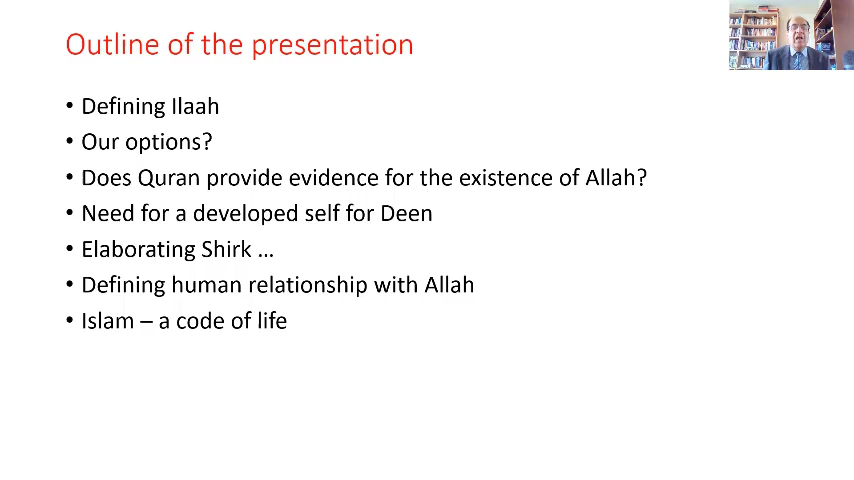 Outline of the presentation
• Defining Ilaah
• Our options?
• Does Quran provide evidence for the existence of Allah?
• Need for a developed self for Deen
• Elaborating Shirk …
• Defining human relationship with Allah
• Islam – a code of life